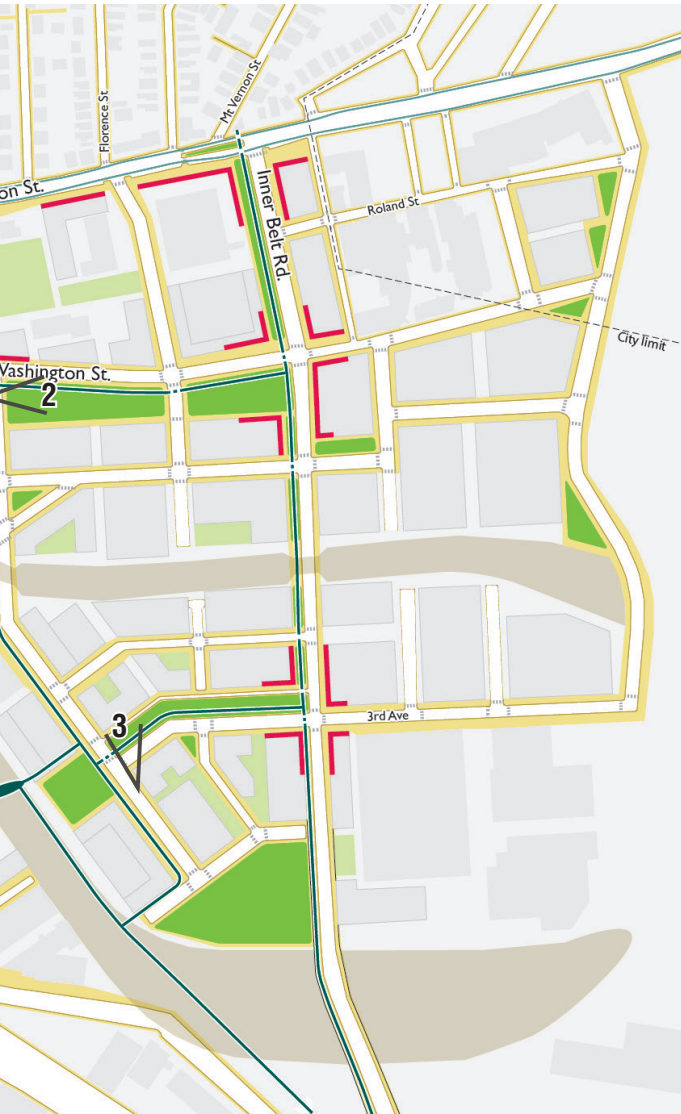 Florence St
Mt Vernon St
on St.
Inner Belt Rd.
Roland St
City limit
Washington St.
2
3
3rd Ave